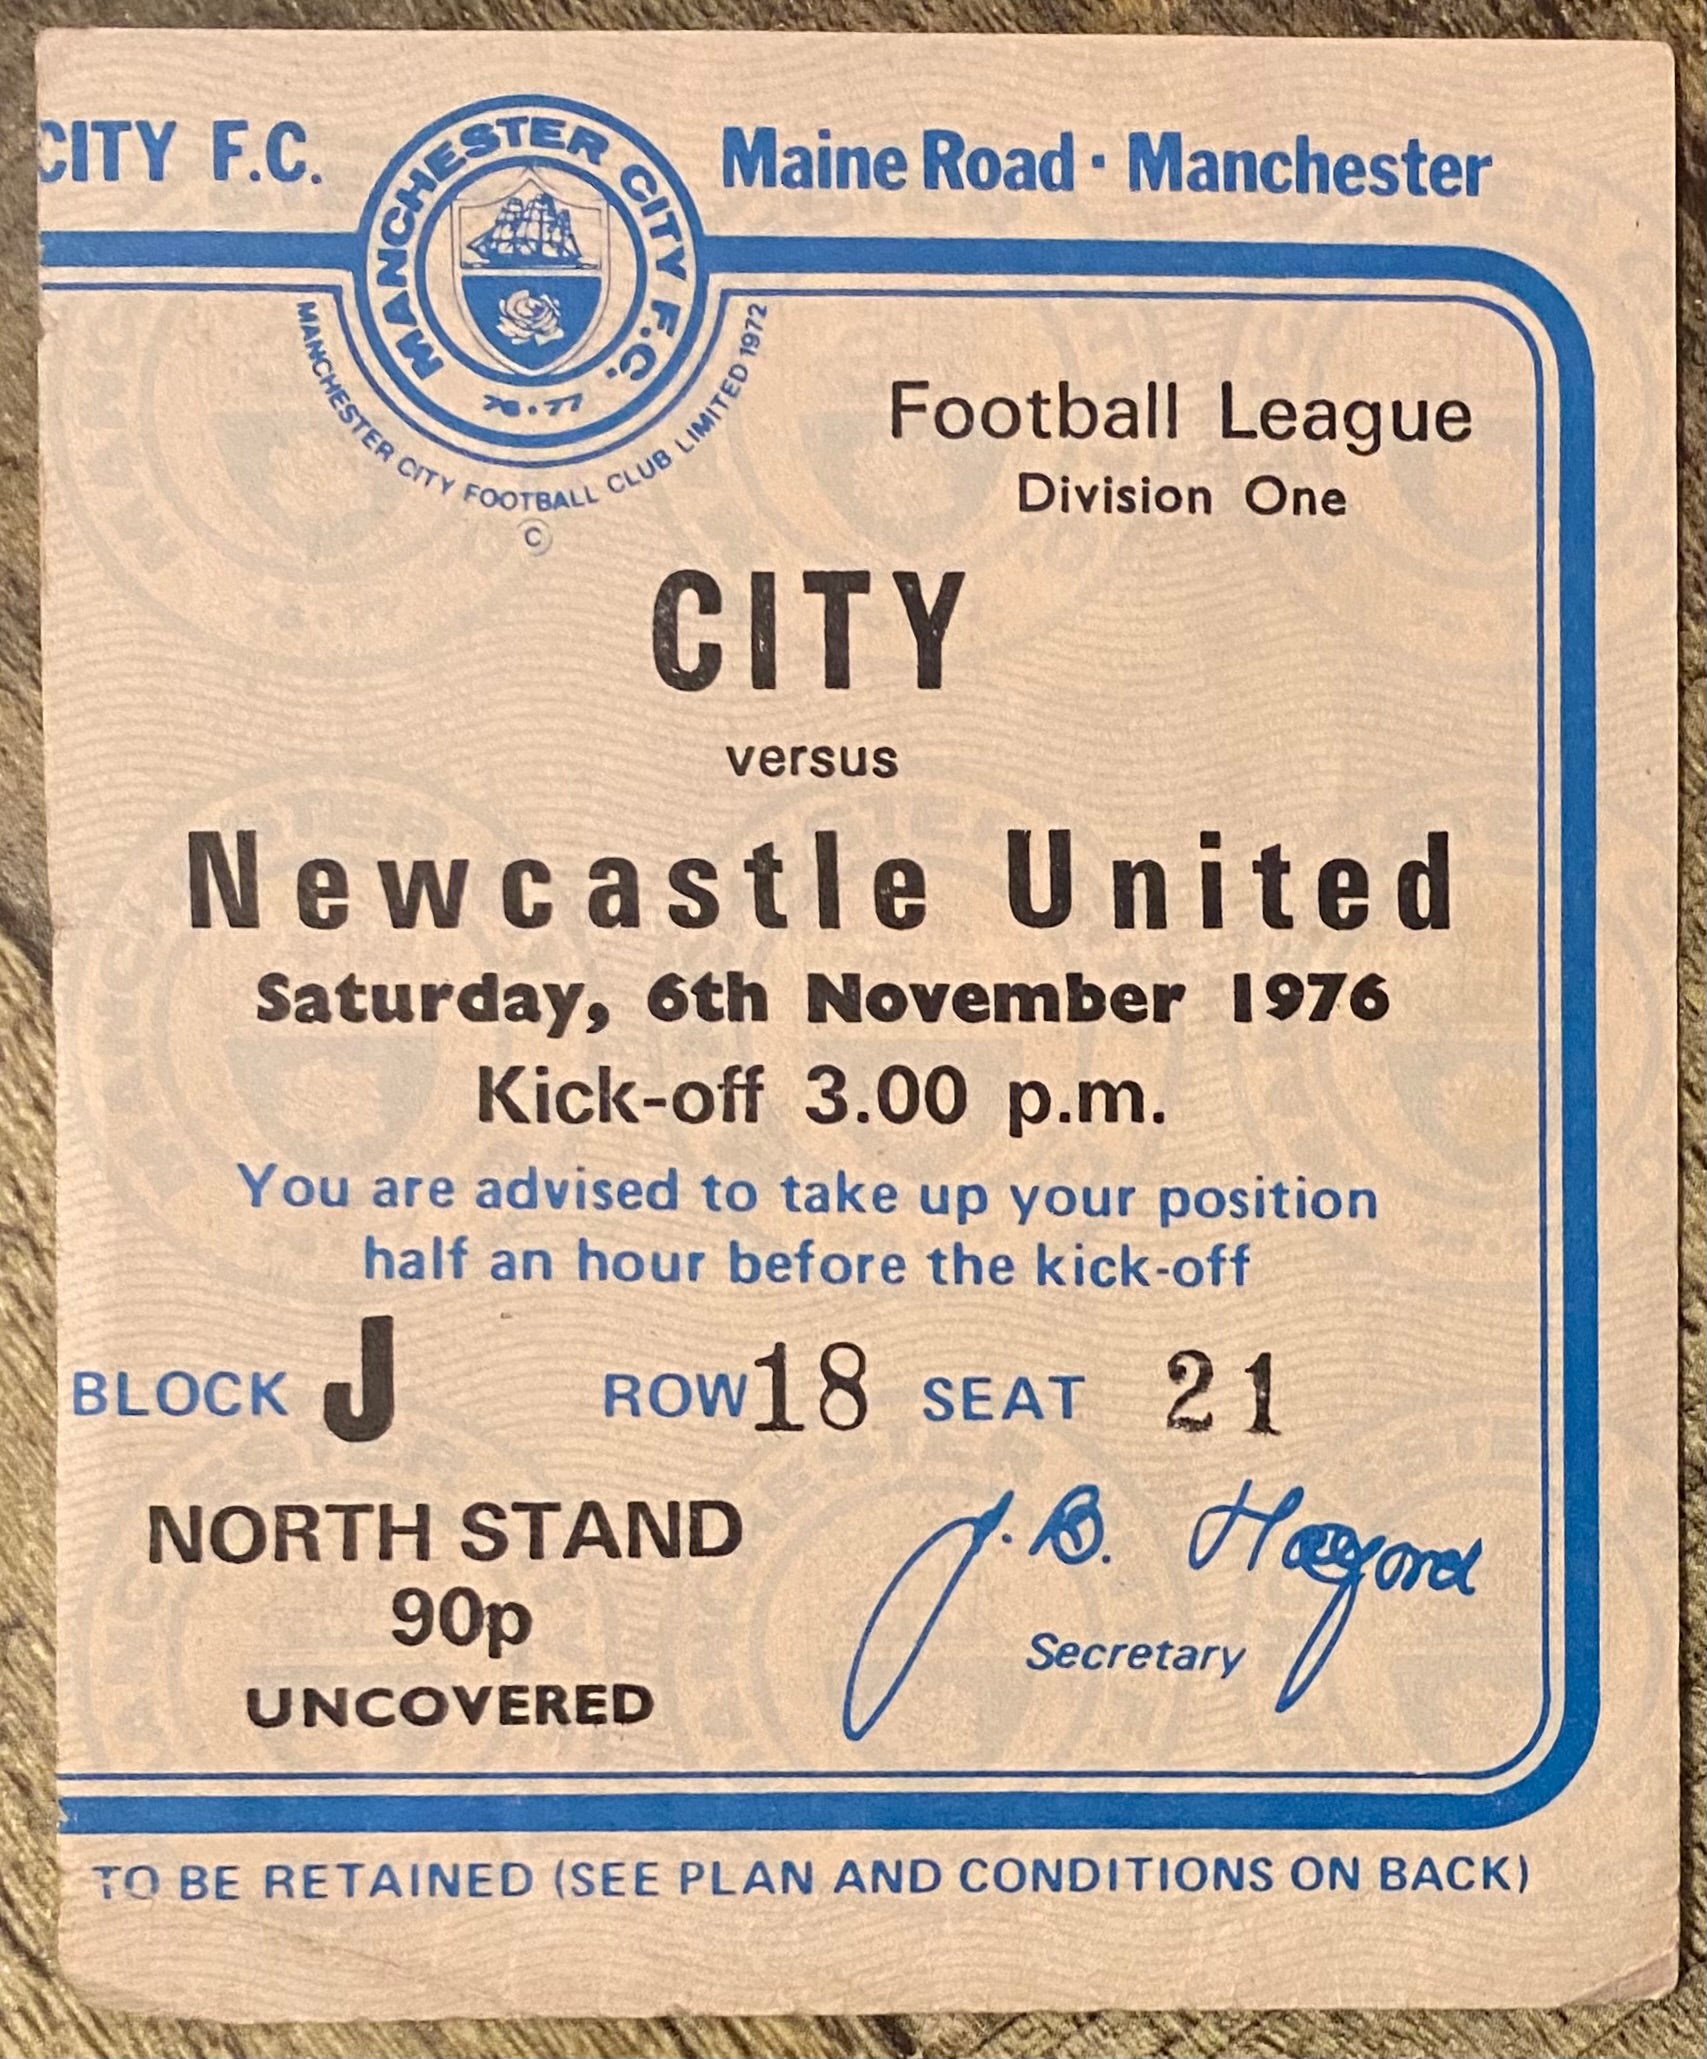 CITY F.C.
Maine Road · Manchester
MANCHESTER CITY F.C.
76·77
MANCHESTER CITY FOOTBALL CLUB LIMITED 1972
©
Football League
Division One
CITY
versus
Newcastle United
Saturday, 6th November 1976
Kick-off 3.00 p.m.
You are advised to take up your position
half an hour before the kick-off
BLOCK J ROW 18 SEAT 21
NORTH STAND
90p
UNCOVERED
J. B. Halford
Secretary
TO BE RETAINED (SEE PLAN AND CONDITIONS ON BACK)